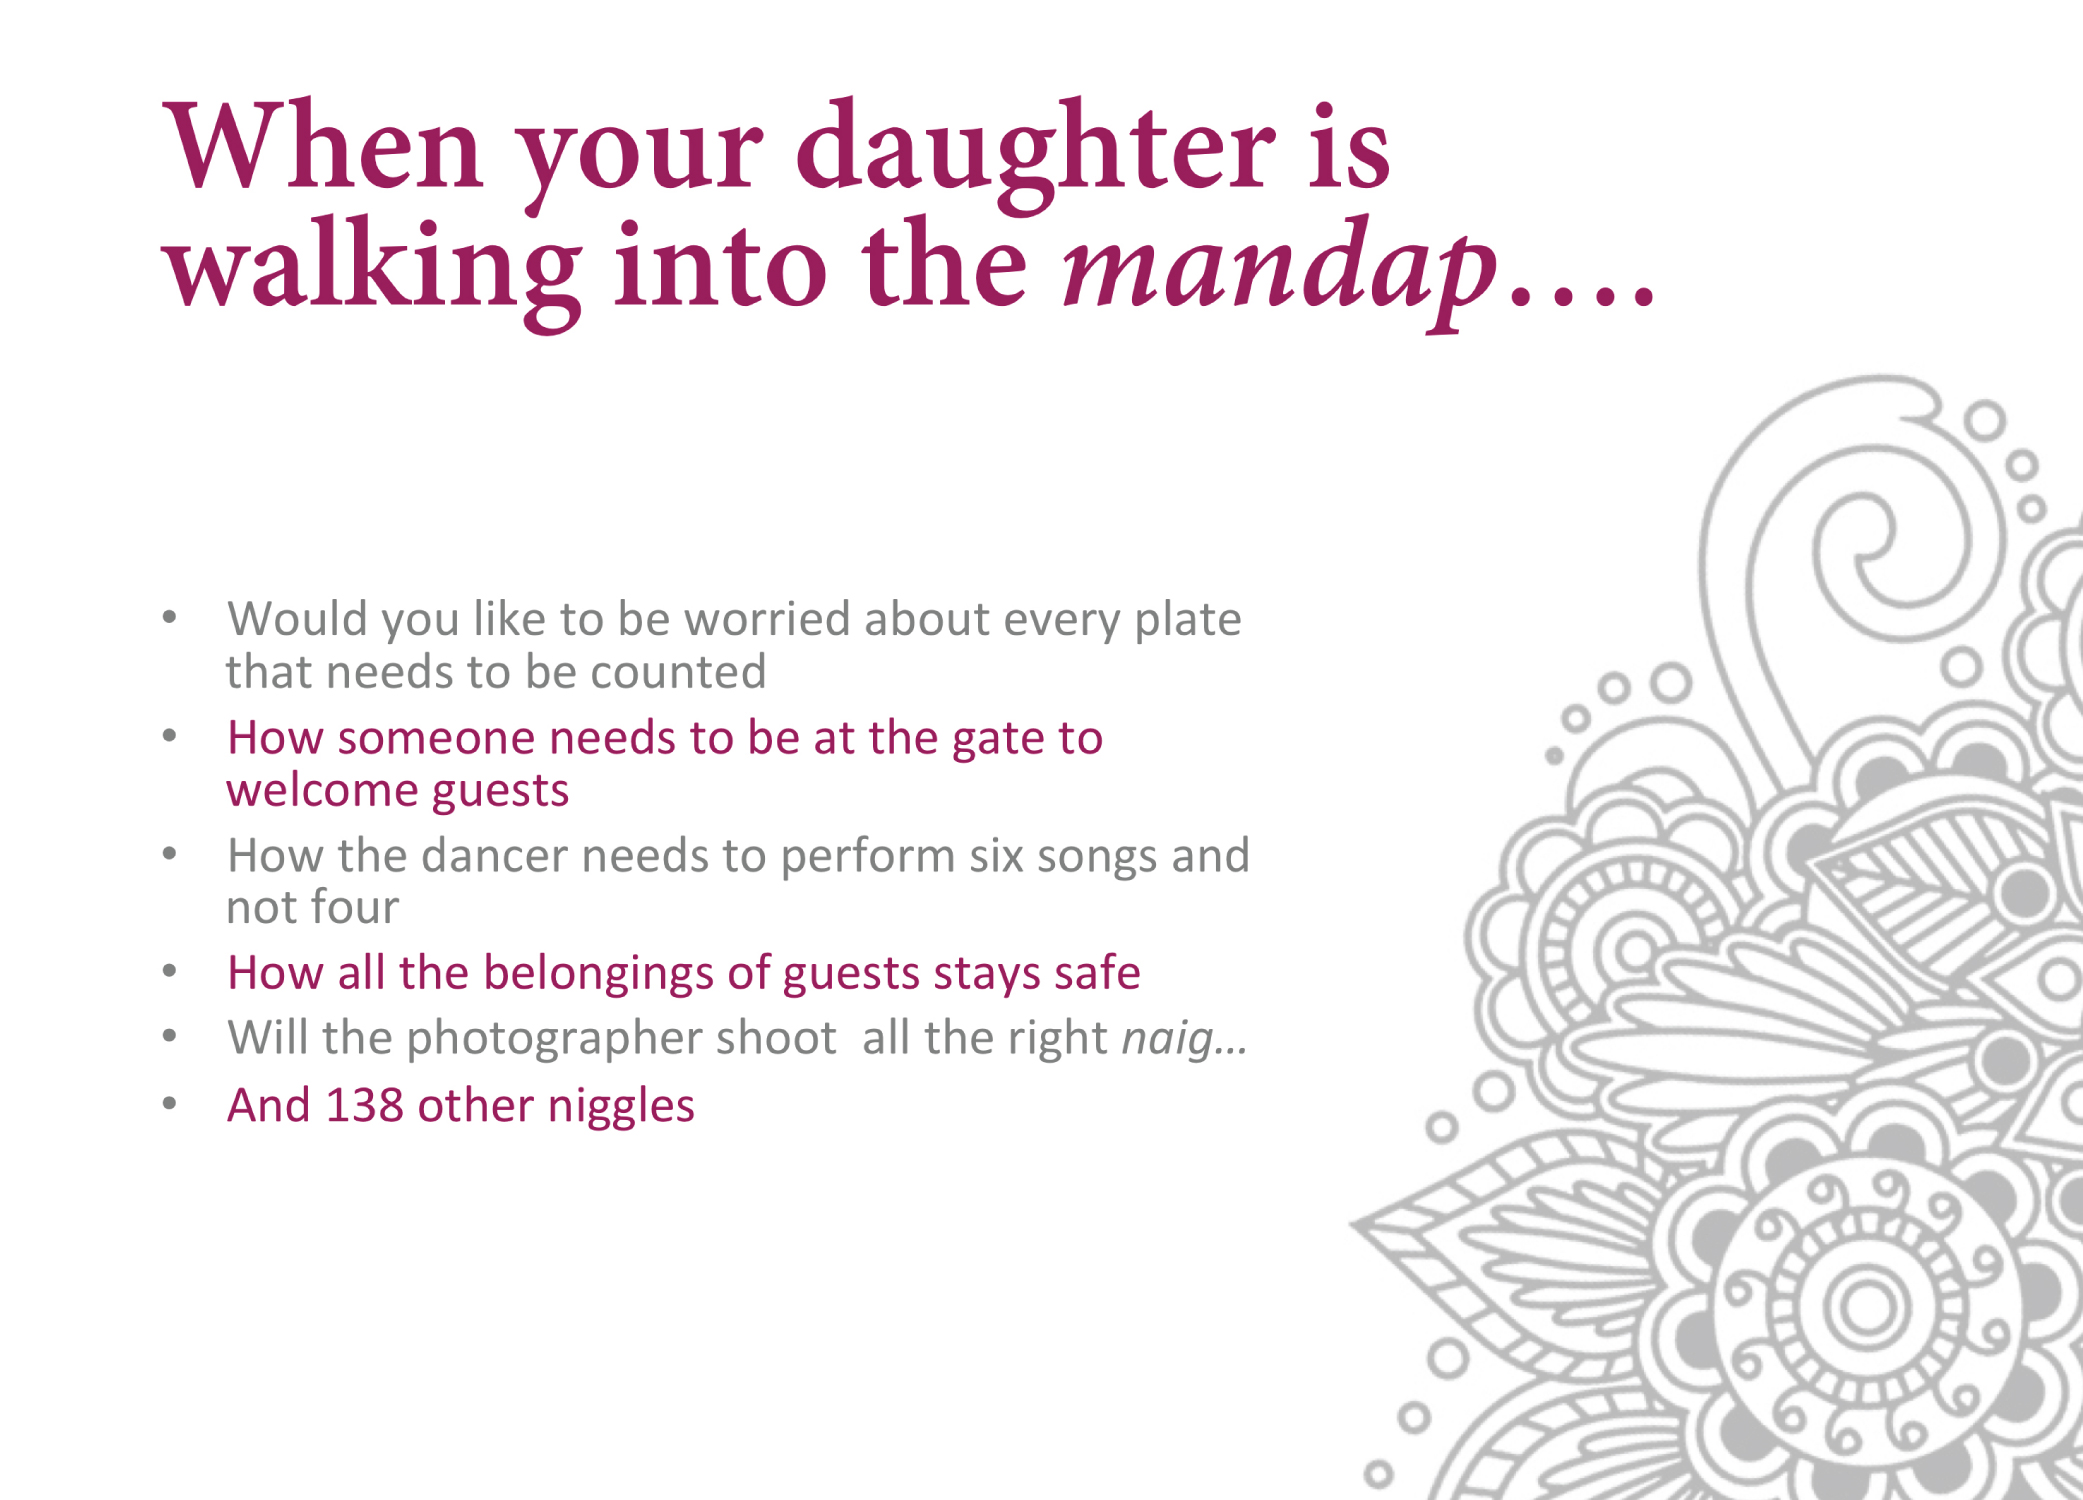 When your daughter is
walking into the mandap....
• Would you like to be worried about every plate
that needs to be counted
• How someone needs to be at the gate to
welcome guests
• How the dancer needs to perform six songs and
not four
• How all the belongings of guests stays safe
• Will the photographer shoot  all the right naig...
• And 138 other niggles